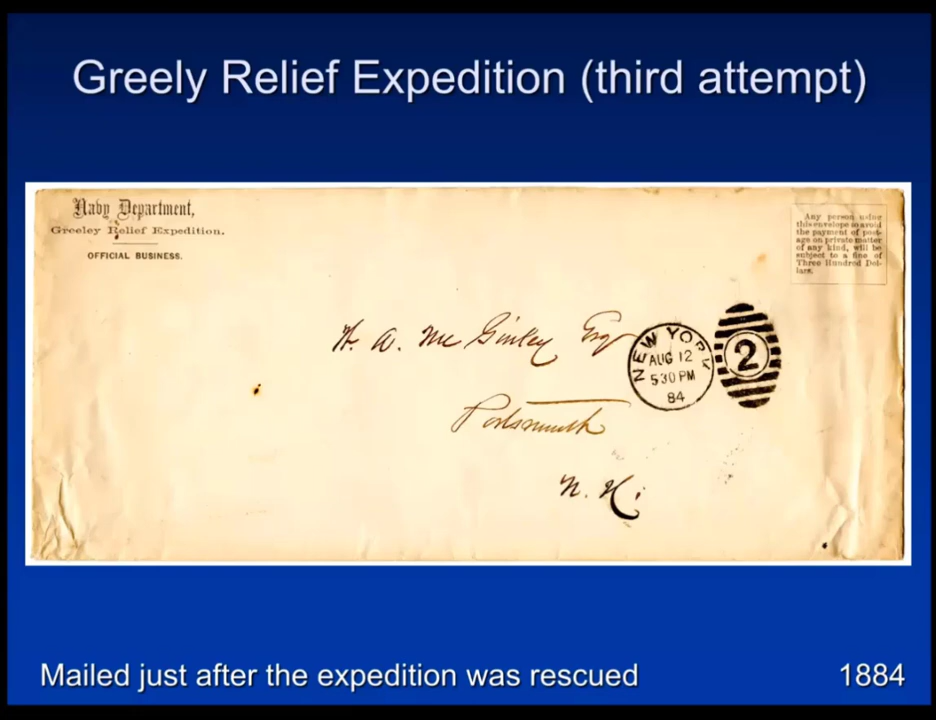 Greely Relief Expedition (third attempt)
Navy Department,
Greeley Relief Expedition.
OFFICIAL BUSINESS.
Any person using
this envelope to avoid
the payment of post-
age on private matter
of any kind, will be
subject to a fine of
Three Hundred Dol-
lars.
H. A. McGinley Esq
NEW YORK
AUG 12
530 PM
84
2
Portsmouth
N. H.
Mailed just after the expedition was rescued
1884